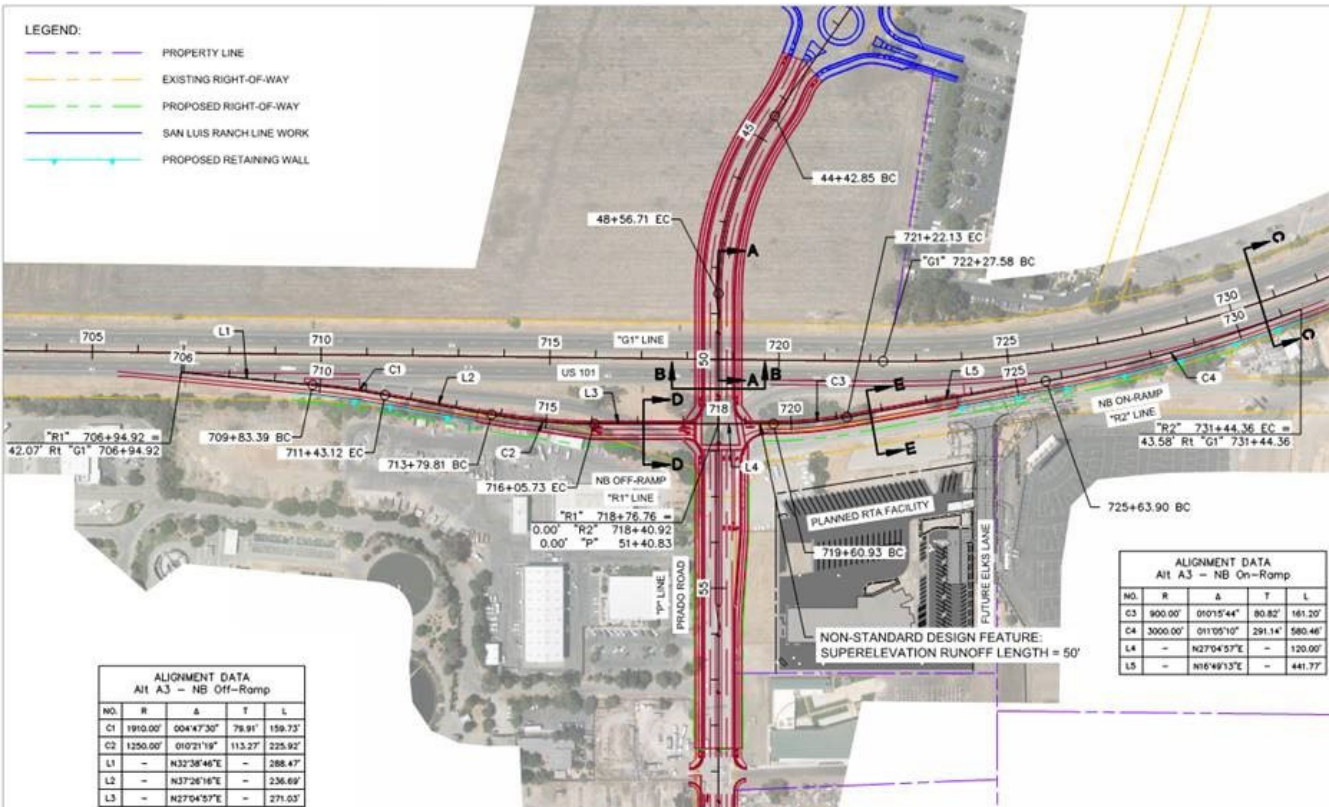 LEGEND:
PROPERTY LINE
EXISTING RIGHT-OF-WAY
PROPOSED RIGHT-OF-WAY
SAN LUIS RANCH LINE WORK
PROPOSED RETAINING WALL
45
44+42.85 BC
48+56.71 EC
A
A
721+22.13 EC
"G1" 722+27.58 BC
C
C
730
730
705
706
L1
710
710
C1
L2
715
715
"G1" LINE
US 101
L3
50
B
B
720
720
718
C3
L5
725
725
E
E
C4
D
D
L4
C2
NB ON-RAMP
"R2" LINE
"R2" 731+44.36 =
43.58' Rt "G1" 731+44.36
"R1" 706+94.92 =
42.07' Rt "G1" 706+94.92
709+83.39 BC
711+43.12 EC
713+79.81 BC
716+05.73 EC
NB OFF-RAMP
"R1" LINE
"R1" 718+76.76 =
0.00' "R2" 718+40.92
0.00' "P" 51+40.83
PLANNED RTA FACILITY
725+63.90 BC
719+60.93 BC
"P" LINE
PRADO ROAD
55
FUTURE ELKS LANE
NON-STANDARD DESIGN FEATURE:
SUPERELEVATION RUNOFF LENGTH = 50'
ALIGNMENT DATA
Alt A3 - NB On-Ramp
NO. R Δ T L
C3 900.00' 010°15'44" 80.82' 161.20'
C4 3000.00' 011°05'10" 291.14' 580.46'
L4 - N27°04'57"E - 120.00'
L5 - N16°49'13"E - 441.77'
ALIGNMENT DATA
Alt A3 - NB Off-Ramp
NO. R Δ T L
C1 1910.00' 004°47'30" 79.91' 159.73'
C2 1250.00' 010°21'19" 113.27' 225.92'
L1 - N32°38'46"E - 288.47'
L2 - N37°26'16"E - 236.69'
L3 - N27°04'57"E - 271.03'